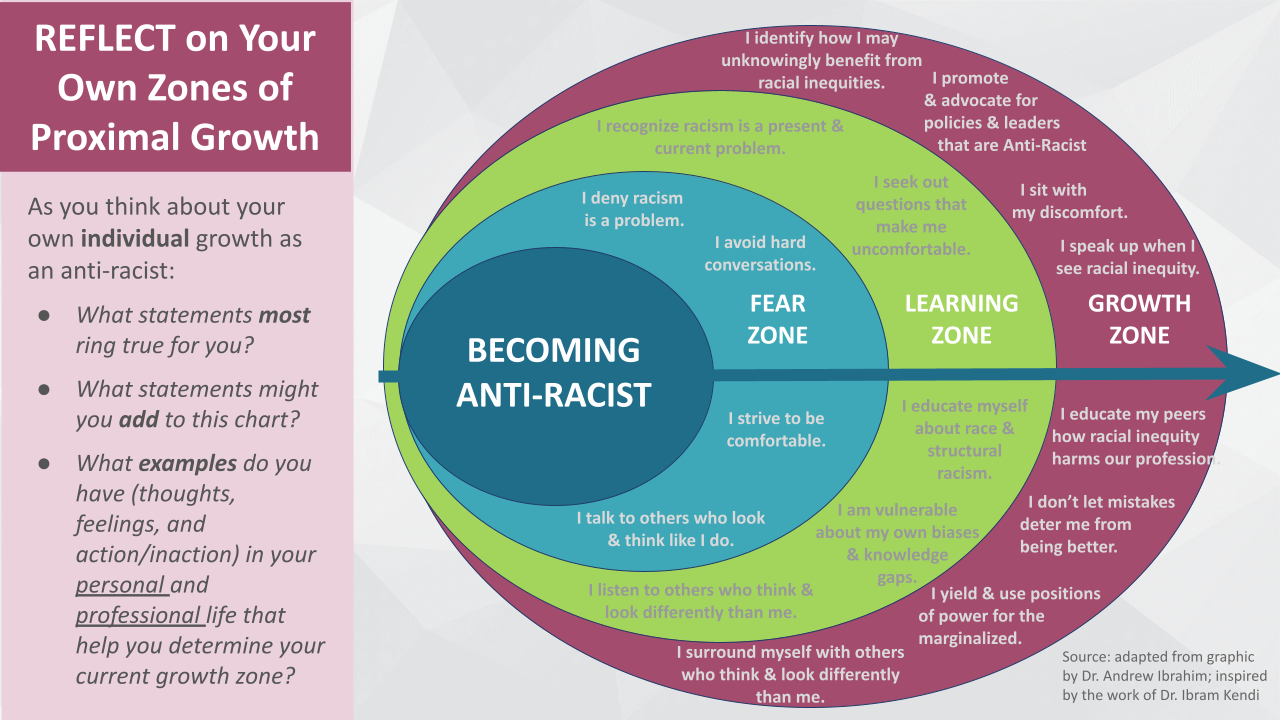 REFLECT on Your
Own Zones of
Proximal Growth
As you think about your
own individual growth as
an anti-racist:
● What statements most
ring true for you?
● What statements might
you add to this chart?
● What examples do you
have (thoughts,
feelings, and
action/inaction) in your
personal and
professional life that
help you determine your
current growth zone?
BECOMING
ANTI-RACIST
FEAR
ZONE
I deny racism
is a problem.
I avoid hard
conversations.
I strive to be
comfortable.
I talk to others who look
& think like I do.
LEARNING
ZONE
I recognize racism is a present &
current problem.
I seek out
questions that
make me
uncomfortable.
I educate myself
about race &
structural
racism.
I am vulnerable
about my own biases
& knowledge
gaps.
I listen to others who think &
look differently than me.
GROWTH
ZONE
I identify how I may
unknowingly benefit from
racial inequities.
I promote
& advocate for
policies & leaders
that are Anti-Racist
I sit with
my discomfort.
I speak up when I
see racial inequity.
I educate my peers
how racial inequity
harms our profession.
I don’t let mistakes
deter me from
being better.
I yield & use positions
of power for the
marginalized.
I surround myself with others
who think & look differently
than me.
Source: adapted from graphic
by Dr. Andrew Ibrahim; inspired
by the work of Dr. Ibram Kendi